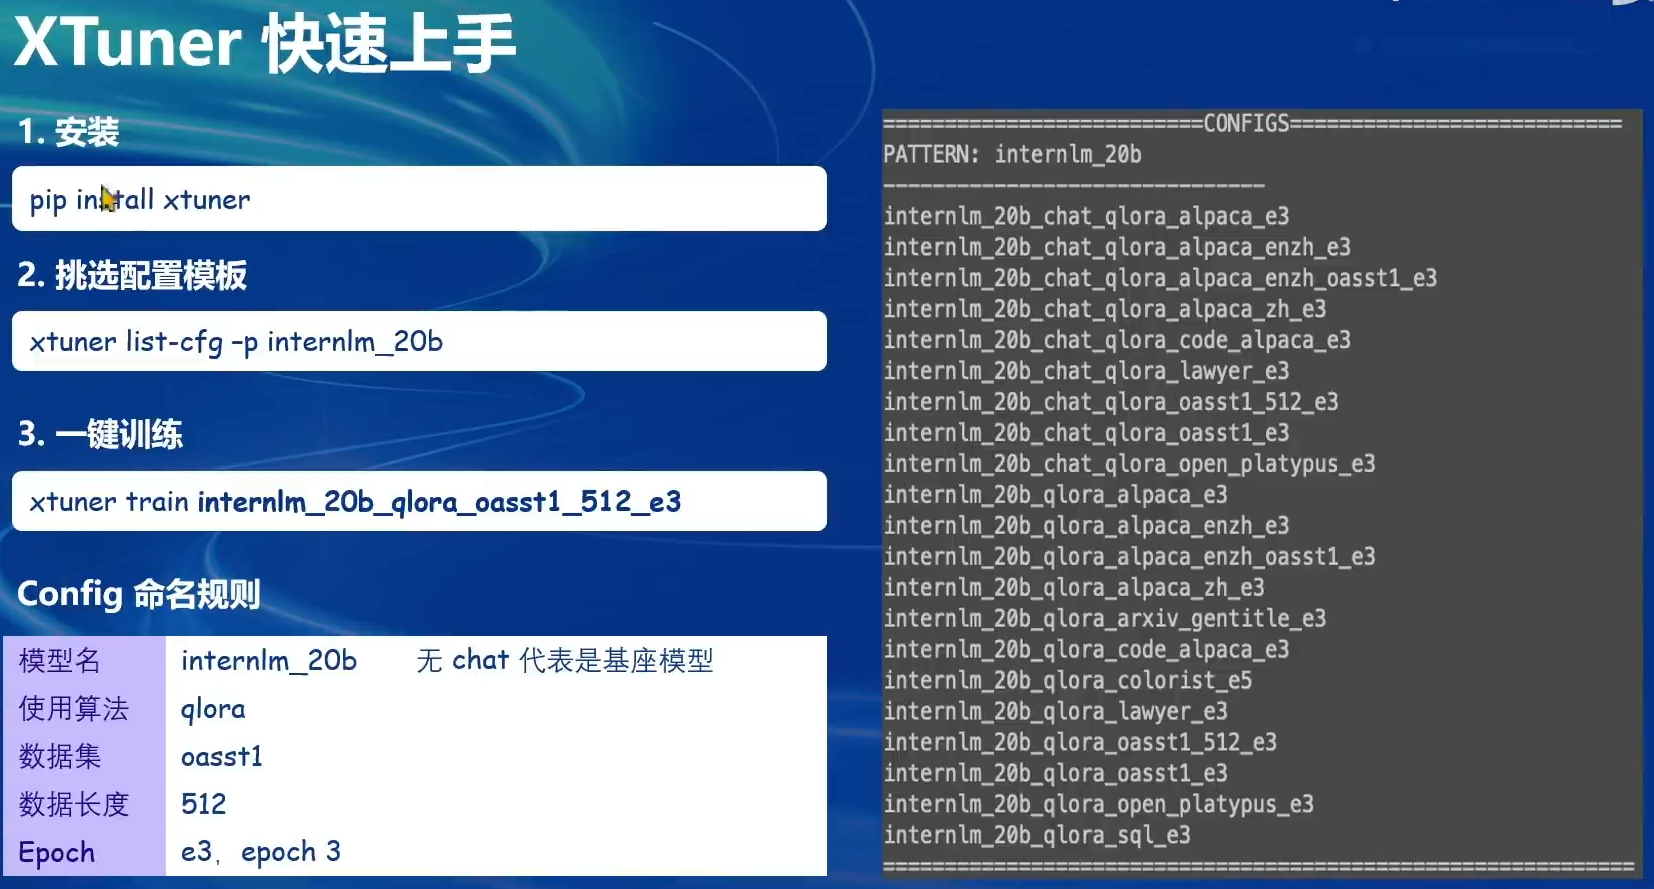 XTuner 快速上手
1. 安装
pip install xtuner
2. 挑选配置模板
xtuner list-cfg –p internlm_20b
3. 一键训练
xtuner train internlm_20b_qlora_oasst1_512_e3
Config 命名规则
模型名 internlm_20b 无 chat 代表是基座模型
使用算法 qlora
数据集 oasst1
数据长度 512
Epoch e3, epoch 3
==========================CONFIGS===========================
PATTERN: internlm_20b
-------------------------------
internlm_20b_chat_qlora_alpaca_e3
internlm_20b_chat_qlora_alpaca_enzh_e3
internlm_20b_chat_qlora_alpaca_enzh_oasst1_e3
internlm_20b_chat_qlora_alpaca_zh_e3
internlm_20b_chat_qlora_code_alpaca_e3
internlm_20b_chat_qlora_lawyer_e3
internlm_20b_chat_qlora_oasst1_512_e3
internlm_20b_chat_qlora_oasst1_e3
internlm_20b_chat_qlora_open_platypus_e3
internlm_20b_qlora_alpaca_e3
internlm_20b_qlora_alpaca_enzh_e3
internlm_20b_qlora_alpaca_enzh_oasst1_e3
internlm_20b_qlora_alpaca_zh_e3
internlm_20b_qlora_arxiv_gentitle_e3
internlm_20b_qlora_code_alpaca_e3
internlm_20b_qlora_colorist_e5
internlm_20b_qlora_lawyer_e3
internlm_20b_qlora_oasst1_512_e3
internlm_20b_qlora_oasst1_e3
internlm_20b_qlora_open_platypus_e3
internlm_20b_qlora_sql_e3
=============================================================